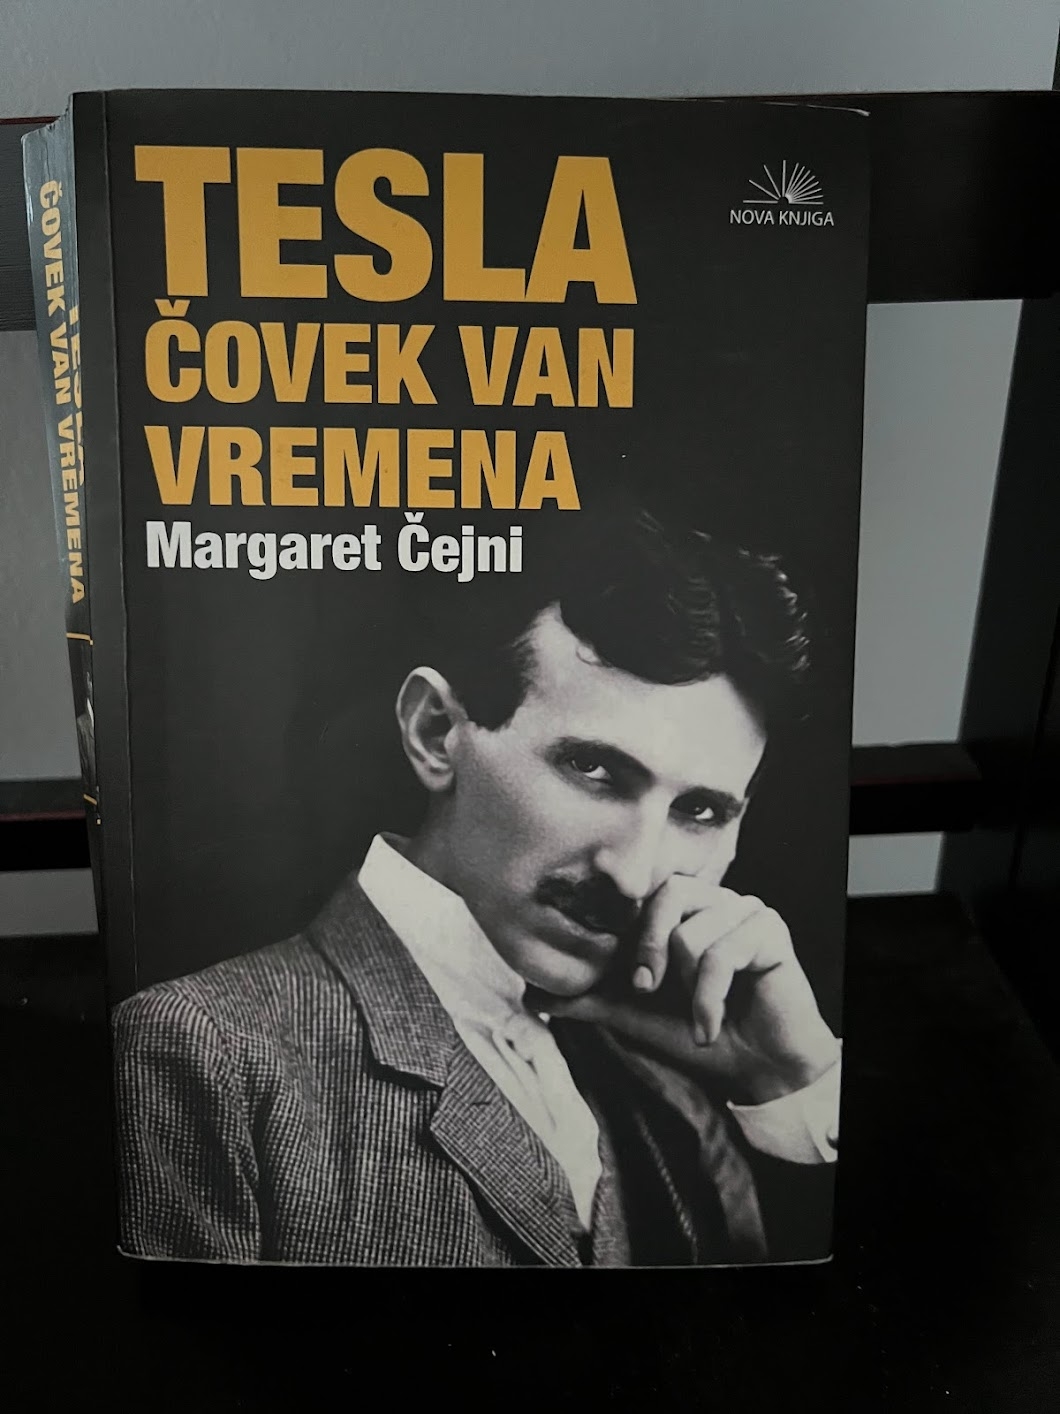 TESLA
ČOVEK VAN
VREMENA
Margaret Čejni
NOVA KNJIGA
ČOVEK VAN VREMENA